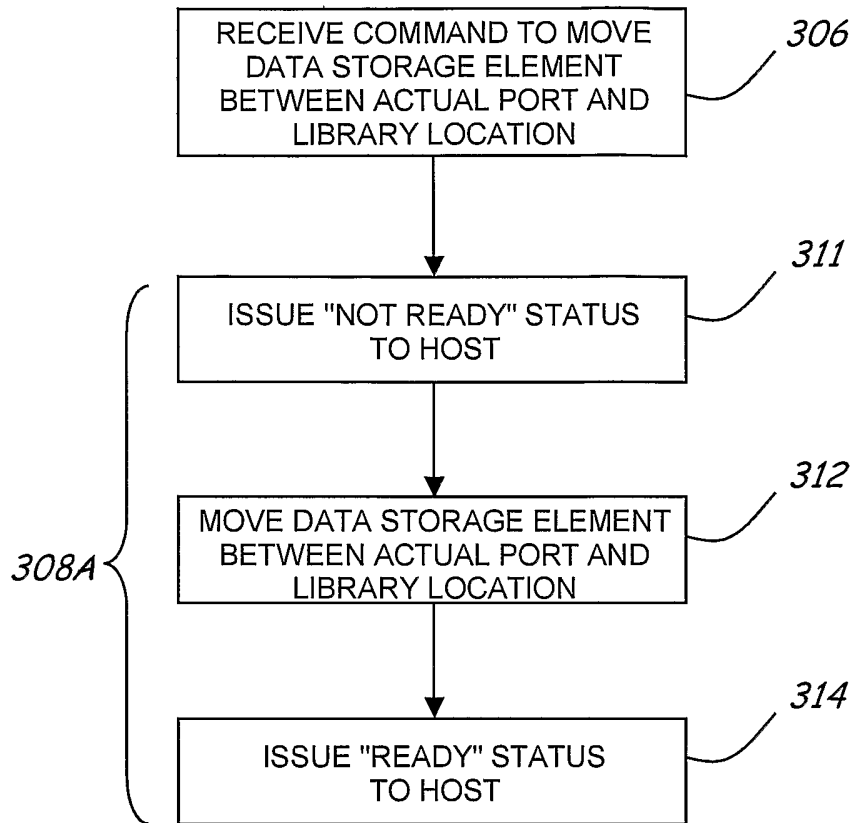 RECEIVE COMMAND TO MOVE
DATA STORAGE ELEMENT
BETWEEN ACTUAL PORT AND
LIBRARY LOCATION
306
311
ISSUE "NOT READY" STATUS
TO HOST
312
MOVE DATA STORAGE ELEMENT
BETWEEN ACTUAL PORT AND
LIBRARY LOCATION
308A
314
ISSUE "READY" STATUS
TO HOST